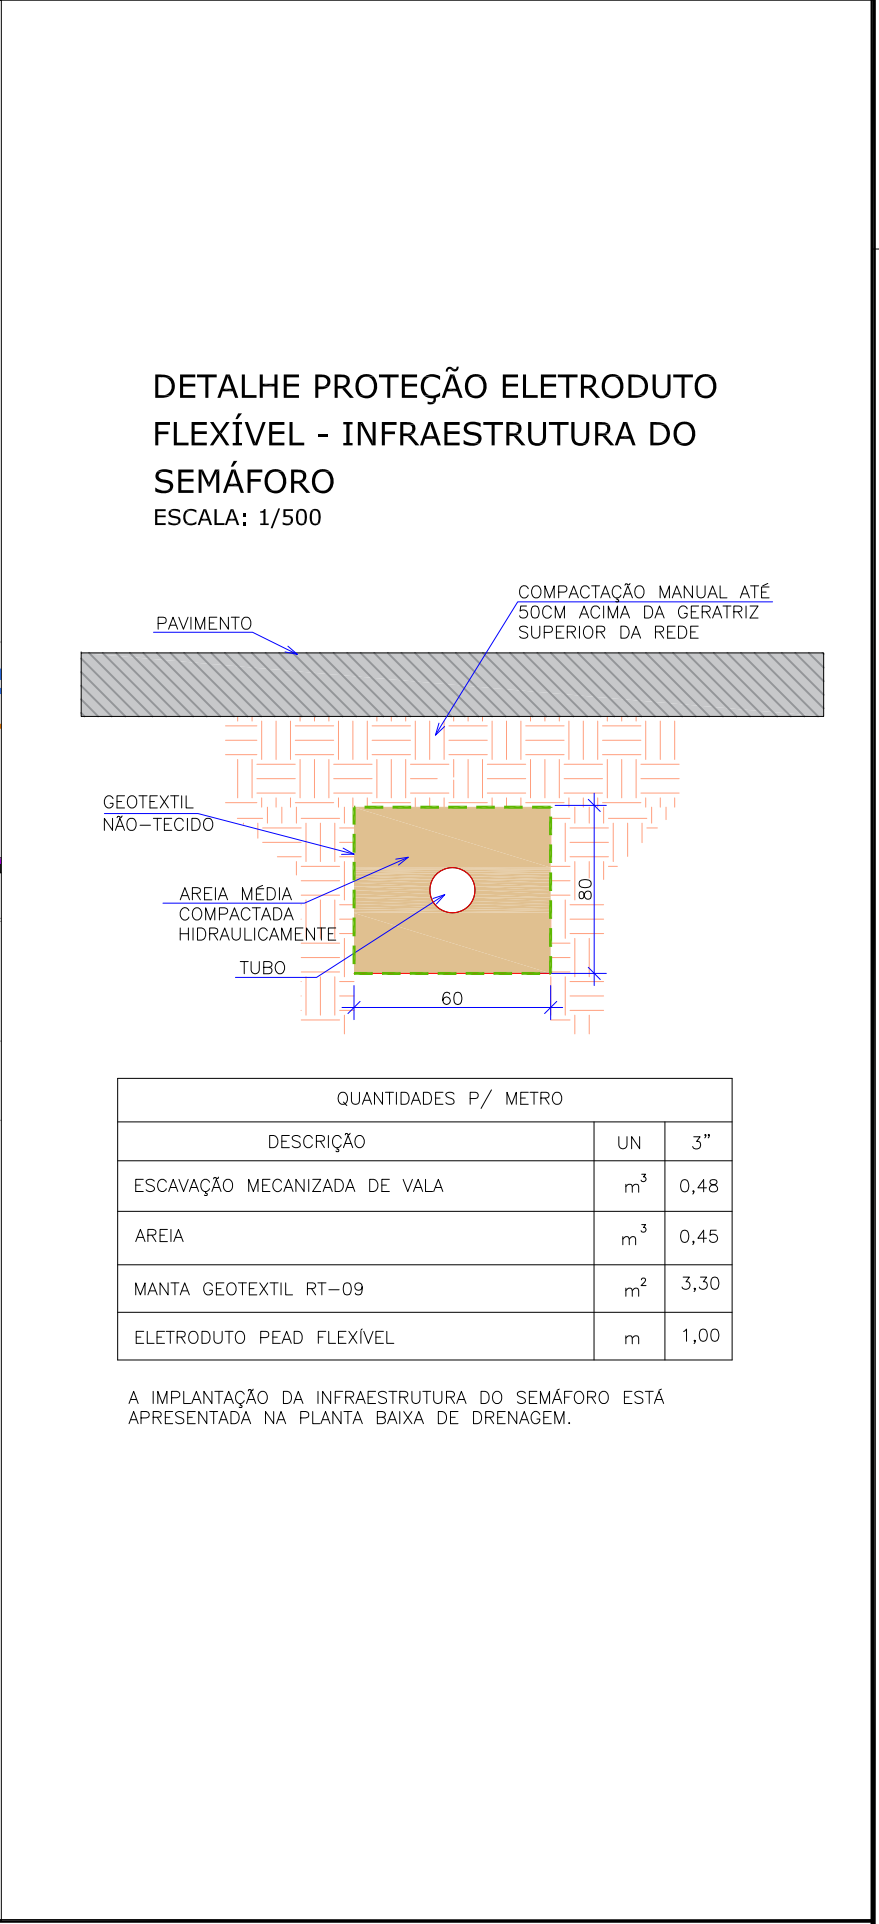 DETALHE PROTEÇÃO ELETRODUTO
FLEXÍVEL - INFRAESTRUTURA DO
SEMÁFORO
ESCALA: 1/500
COMPACTAÇÃO MANUAL ATÉ
50CM ACIMA DA GERATRIZ
SUPERIOR DA REDE
PAVIMENTO
GEOTEXTIL
NÃO-TECIDO
AREIA MÉDIA
COMPACTADA
HIDRAULICAMENTE
TUBO
80
60
QUANTIDADES P/ METRO
DESCRIÇÃO UN 3"
ESCAVAÇÃO MECANIZADA DE VALA m³ 0,48
AREIA m³ 0,45
MANTA GEOTEXTIL RT-09 m² 3,30
ELETRODUTO PEAD FLEXÍVEL m 1,00
A IMPLANTAÇÃO DA INFRAESTRUTURA DO SEMÁFORO ESTÁ
APRESENTADA NA PLANTA BAIXA DE DRENAGEM.